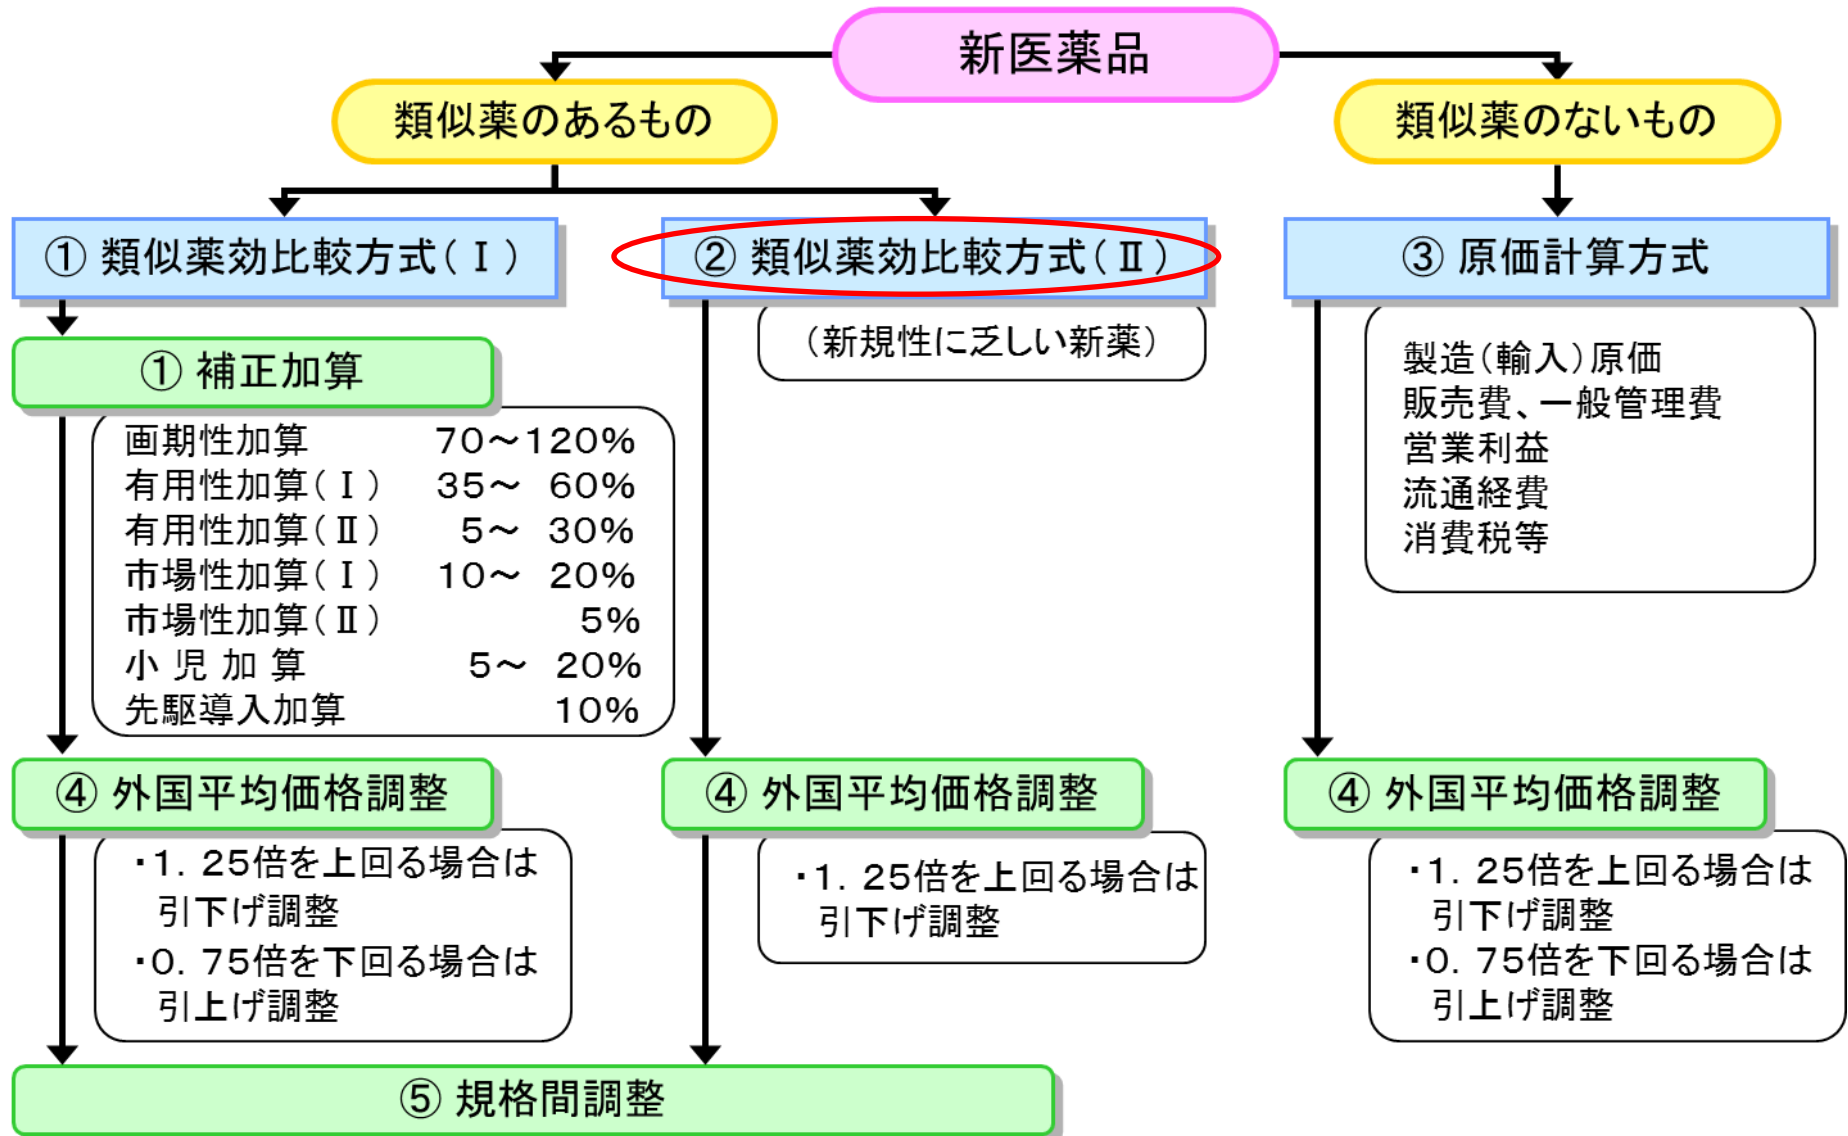 新医薬品
類似薬のあるもの
類似薬のないもの
① 類似薬効比較方式(Ⅰ)
② 類似薬効比較方式(Ⅱ)
③ 原価計算方式
(新規性に乏しい新薬)
製造(輸入)原価
販売費、一般管理費
営業利益
流通経費
消費税等
① 補正加算
画期性加算 70～120%
有用性加算(Ⅰ) 35～ 60%
有用性加算(Ⅱ) 5～ 30%
市場性加算(Ⅰ) 10～ 20%
市場性加算(Ⅱ) 5%
小 児 加 算 5～ 20%
先駆導入加算 10%
④ 外国平均価格調整
④ 外国平均価格調整
④ 外国平均価格調整
・1．25倍を上回る場合は
引下げ調整
・0．75倍を下回る場合は
引上げ調整
・1．25倍を上回る場合は
引下げ調整
・1．25倍を上回る場合は
引下げ調整
・0．75倍を下回る場合は
引上げ調整
⑤ 規格間調整